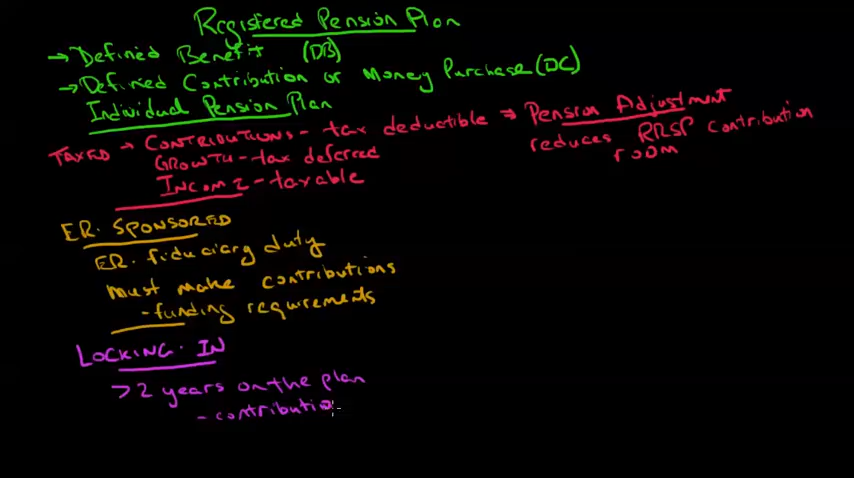 Registered Pension Plan
→ Defined Benefit (DB)
→ Defined Contribution or Money Purchase (DC)
Individual Pension Plan
TAXED → CONTRIBUTIONS - tax deductible → Pension Adjustment
GROWTH - tax deferred
INCOME - taxable
reduces RRSP contribution
room
ER. SPONSORED
ER. fiduciary duty
must make contributions
- funding requirements
LOCKING-IN
>2 years on the plan
- contribution